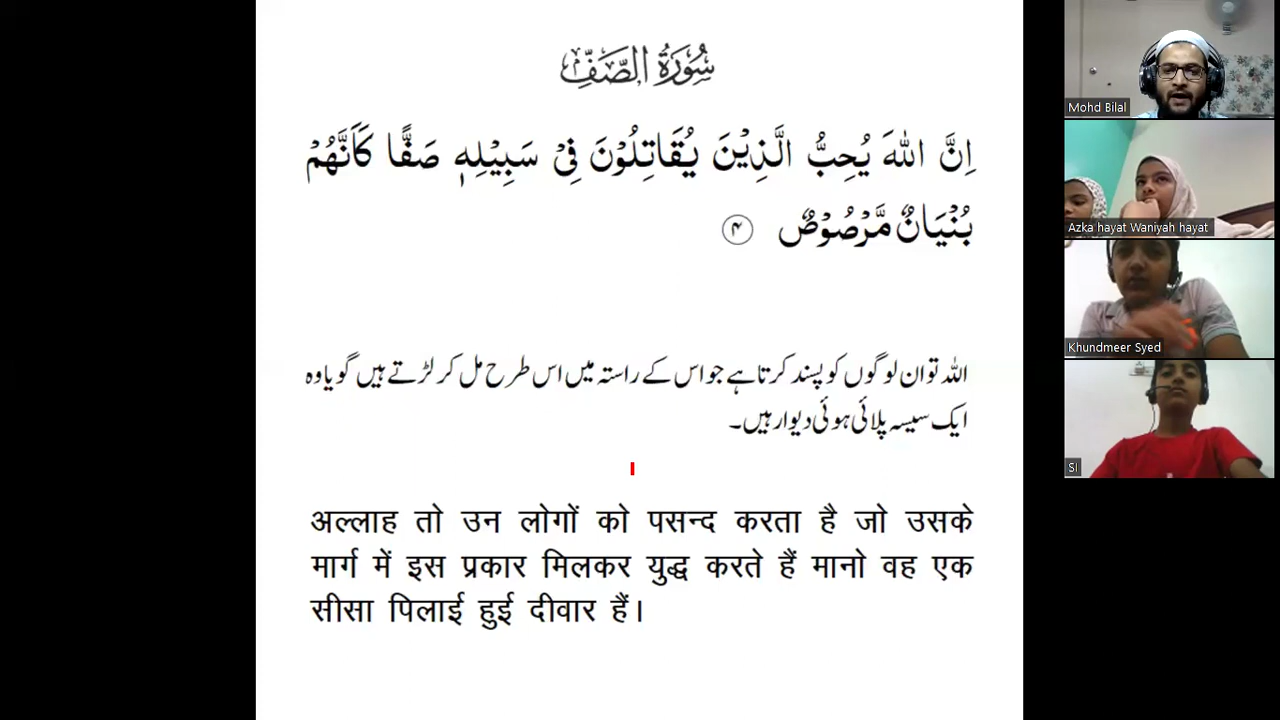 سُوْرَةُ الصَّفِّ
اِنَّ اللّٰهَ يُحِبُّ الَّذِيْنَ يُقَاتِلُوْنَ فِيْ سَبِيْلِهٖ صَفًّا كَاَنَّهُمْ
بُنْيَانٌ مَّرْصُوْصٌ ۴
اللہ تو ان لوگوں کو پسند کرتا ہے جو اس کے راستہ میں اس طرح مل کر لڑتے ہیں گویا وہ
ایک سیسہ پلائی ہوئی دیوار ہیں۔
अल्लाह तो उन लोगों को पसन्द करता है जो उसके
मार्ग में इस प्रकार मिलकर युद्ध करते हैं मानो वह एक
सीसा पिलाई हुई दीवार हैं।
Mohd Bilal
Azka hayat Waniyah hayat
Khundmeer Syed
SI